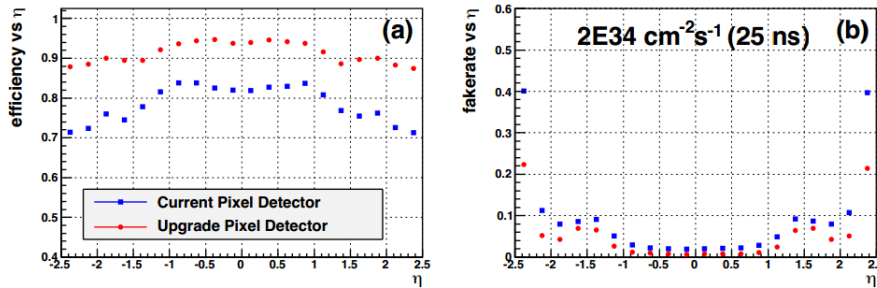 efficiency vs η
1
0.9
0.8
0.7
0.6
0.5
0.4
(a)
Current Pixel Detector
Upgrade Pixel Detector
-2.5 -2 -1.5 -1 -0.5 0 0.5 1 1.5 2 2.5
η
fakerate vs η
0.6
0.5
0.4
0.3
0.2
0.1
0
2E34 cm⁻²s⁻¹ (25 ns)
(b)
-2.5 -2 -1.5 -1 -0.5 0 0.5 1 1.5 2 2.5
η